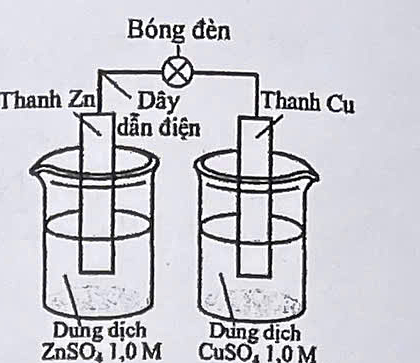 Bóng đèn
Thanh Zn
Dây
dẫn điện
Thanh Cu
Dung dịch
ZnSO₄ 1,0 M
Dung dịch
CuSO₄ 1,0 M